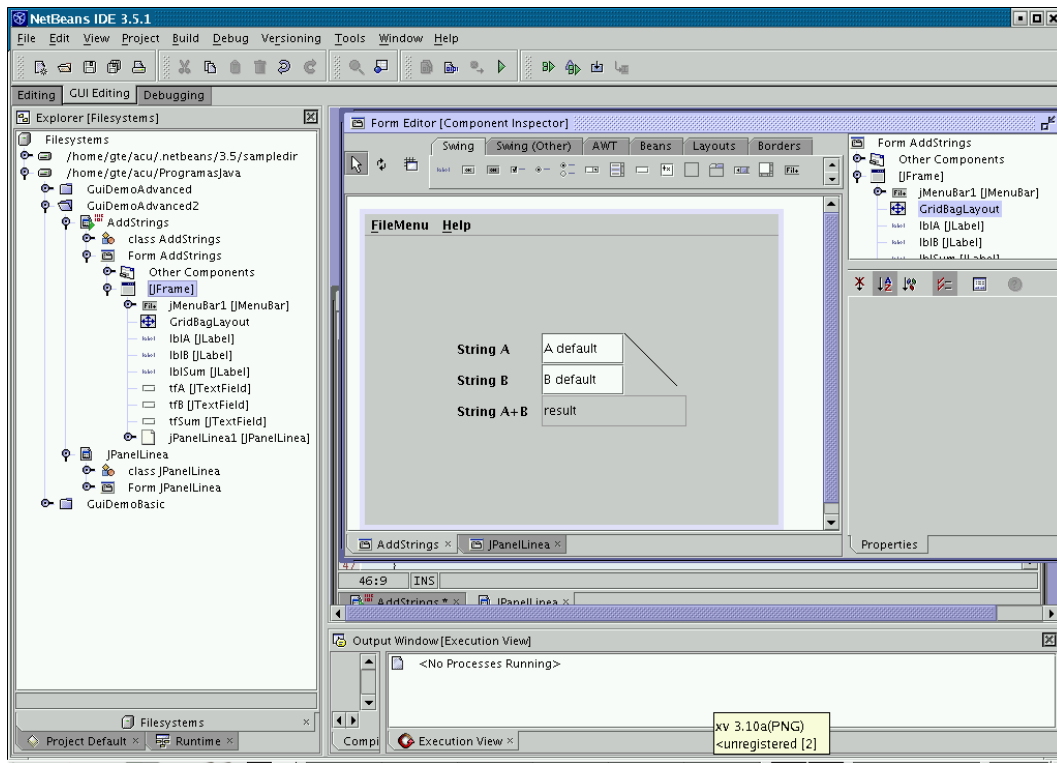 NetBeans IDE 3.5.1
File Edit View Project Build Debug Versioning Tools Window Help
Editing GUI Editing Debugging
Explorer [Filesystems]
Filesystems
/home/gte/acu/.netbeans/3.5/sampledir
/home/gte/acu/ProgramasJava
GuiDemoAdvanced
GuiDemoAdvanced2
AddStrings
class AddStrings
Form AddStrings
Other Components
[JFrame]
jMenuBar1 [JMenuBar]
GridBagLayout
lblA [JLabel]
lblB [JLabel]
lblSum [JLabel]
tfA [JTextField]
tfB [JTextField]
tfSum [JTextField]
jPanelLinea1 [JPanelLinea]
JPanelLinea
class JPanelLinea
Form JPanelLinea
GuiDemoBasic
Filesystems
Project Default Runtime
Form Editor [Component Inspector]
Swing Swing (Other) AWT Beans Layouts Borders
FileMenu Help
String A A default
String B B default
String A+B result
AddStrings JPanelLinea
Form AddStrings
Other Components
[JFrame]
jMenuBar1 [JMenuBar]
GridBagLayout
lblA [JLabel]
lblB [JLabel]
lblSum [JLabel]
Properties
47 }
46:9 INS
AddStrings * JPanelLinea
Output Window [Execution View]
<No Processes Running>
Compi Execution View
xv 3.10a(PNG)
<unregistered [2]